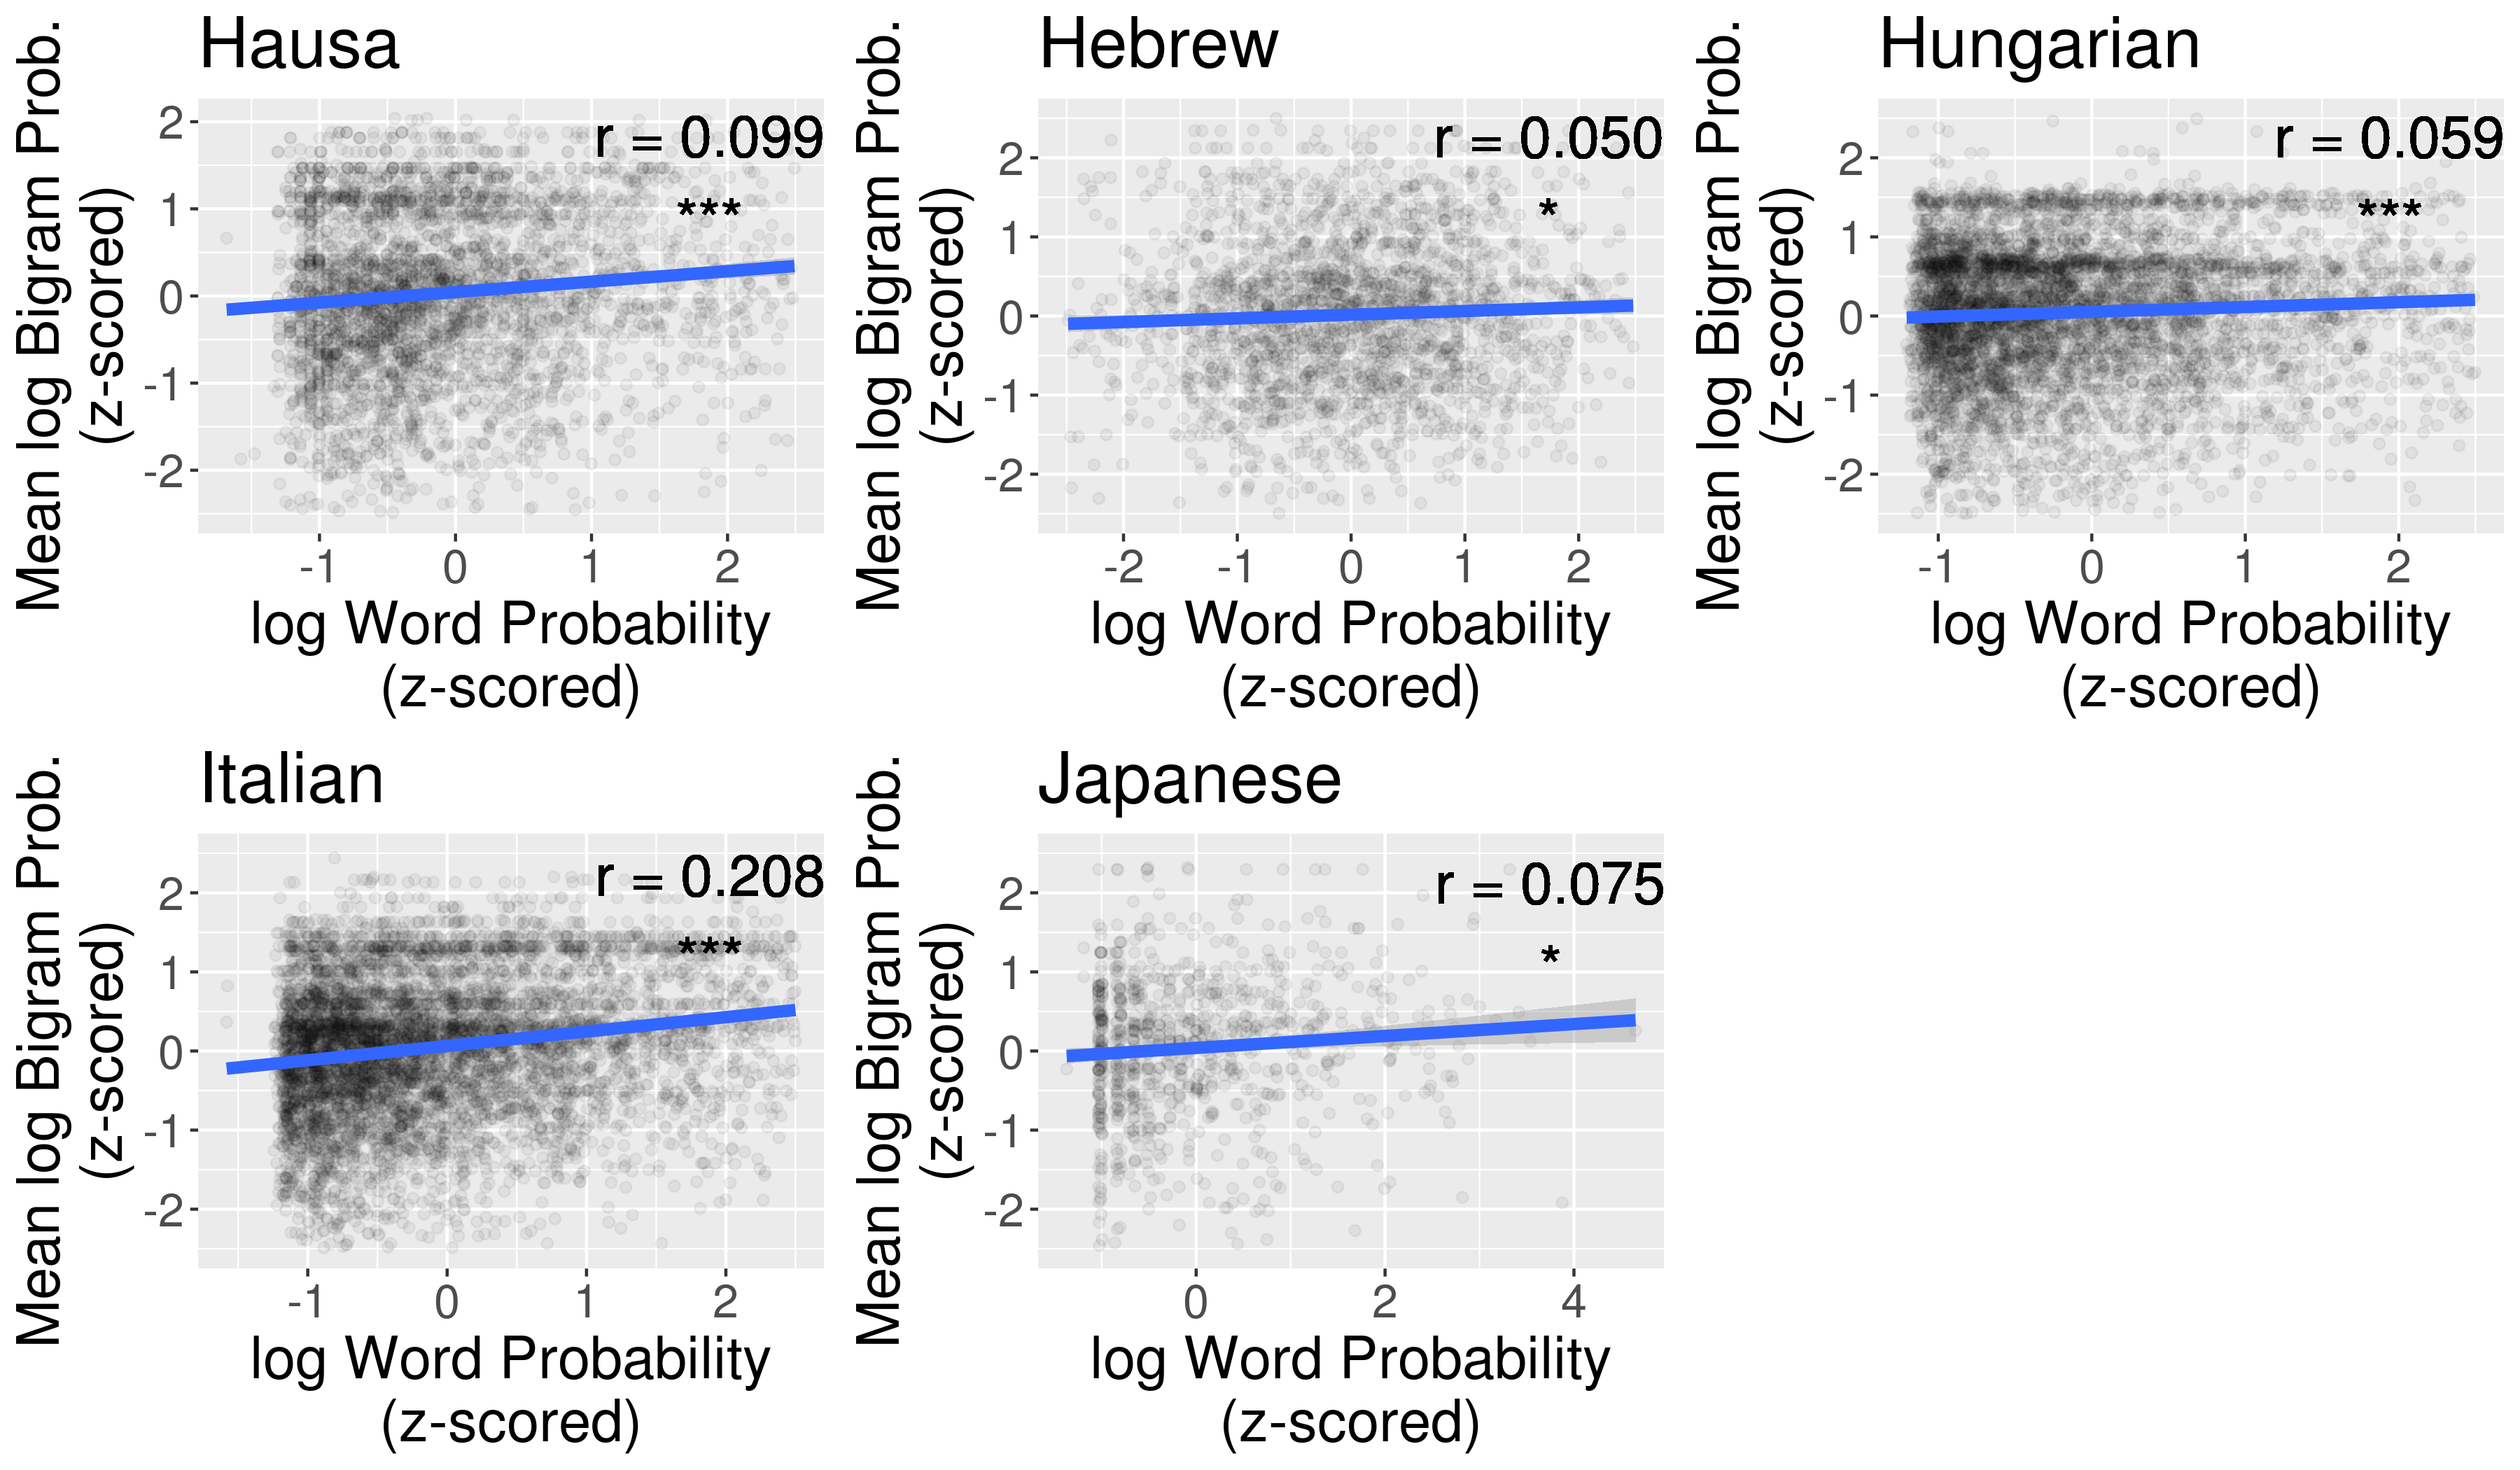 Hausa
Mean log Bigram Prob.
(z-scored)
2
1
0
-1
-2
r = 0.099
***
-1 0 1 2
log Word Probability
(z-scored)
Hebrew
Mean log Bigram Prob.
(z-scored)
2
1
0
-1
-2
r = 0.050
*
-2 -1 0 1 2
log Word Probability
(z-scored)
Hungarian
Mean log Bigram Prob.
(z-scored)
2
1
0
-1
-2
r = 0.059
***
-1 0 1 2
log Word Probability
(z-scored)
Italian
Mean log Bigram Prob.
(z-scored)
2
1
0
-1
-2
r = 0.208
***
-1 0 1 2
log Word Probability
(z-scored)
Japanese
Mean log Bigram Prob.
(z-scored)
2
1
0
-1
-2
r = 0.075
*
0 2 4
log Word Probability
(z-scored)